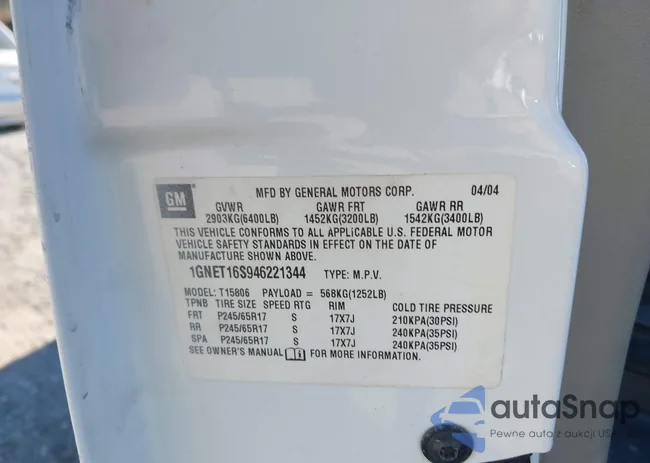 GM
MFD BY GENERAL MOTORS CORP. 04/04
GVWR GAWR FRT GAWR RR
2903KG(6400LB) 1452KG(3200LB) 1542KG(3400LB)
THIS VEHICLE CONFORMS TO ALL APPLICABLE U.S. FEDERAL MOTOR
VEHICLE SAFETY STANDARDS IN EFFECT ON THE DATE OF
MANUFACTURE SHOWN ABOVE.
1GNET16S946221344 TYPE: M.P.V.
MODEL: T15806 PAYLOAD = 568KG(1252LB)
TPNB TIRE SIZE SPEED RTG RIM COLD TIRE PRESSURE
FRT P245/65R17 S 17X7J 210KPA(30PSI)
RR P245/65R17 S 17X7J 240KPA(35PSI)
SPA P245/65R17 S 17X7J 240KPA(35PSI)
SEE OWNER'S MANUAL FOR MORE INFORMATION.
autoSnap
Pewne auto z aukcji USA